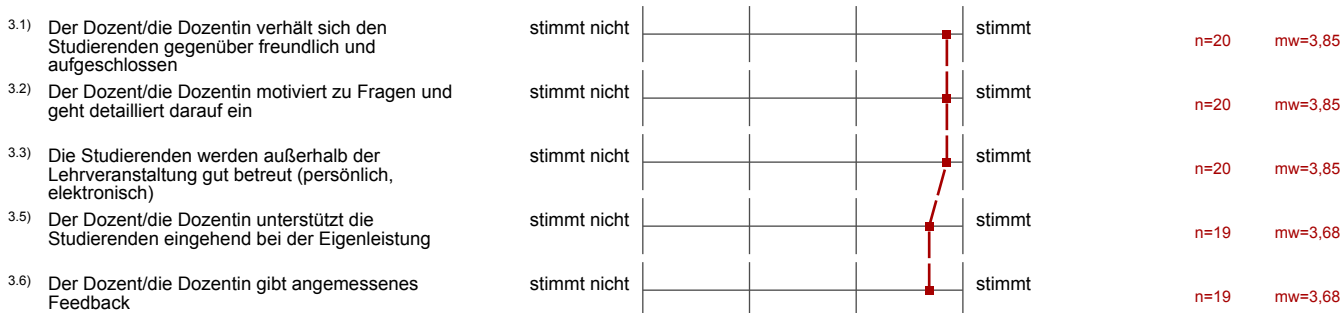 3.1) Der Dozent/die Dozentin verhält sich den stimmt nicht stimmt
Studierenden gegenüber freundlich und n=20 mw=3,85
aufgeschlossen
3.2) Der Dozent/die Dozentin motiviert zu Fragen und stimmt nicht stimmt
geht detailliert darauf ein n=20 mw=3,85
3.3) Die Studierenden werden außerhalb der stimmt nicht stimmt
Lehrveranstaltung gut betreut (persönlich, n=20 mw=3,85
elektronisch)
3.5) Der Dozent/die Dozentin unterstützt die stimmt nicht stimmt
Studierenden eingehend bei der Eigenleistung n=19 mw=3,68
3.6) Der Dozent/die Dozentin gibt angemessenes stimmt nicht stimmt
Feedback n=19 mw=3,68